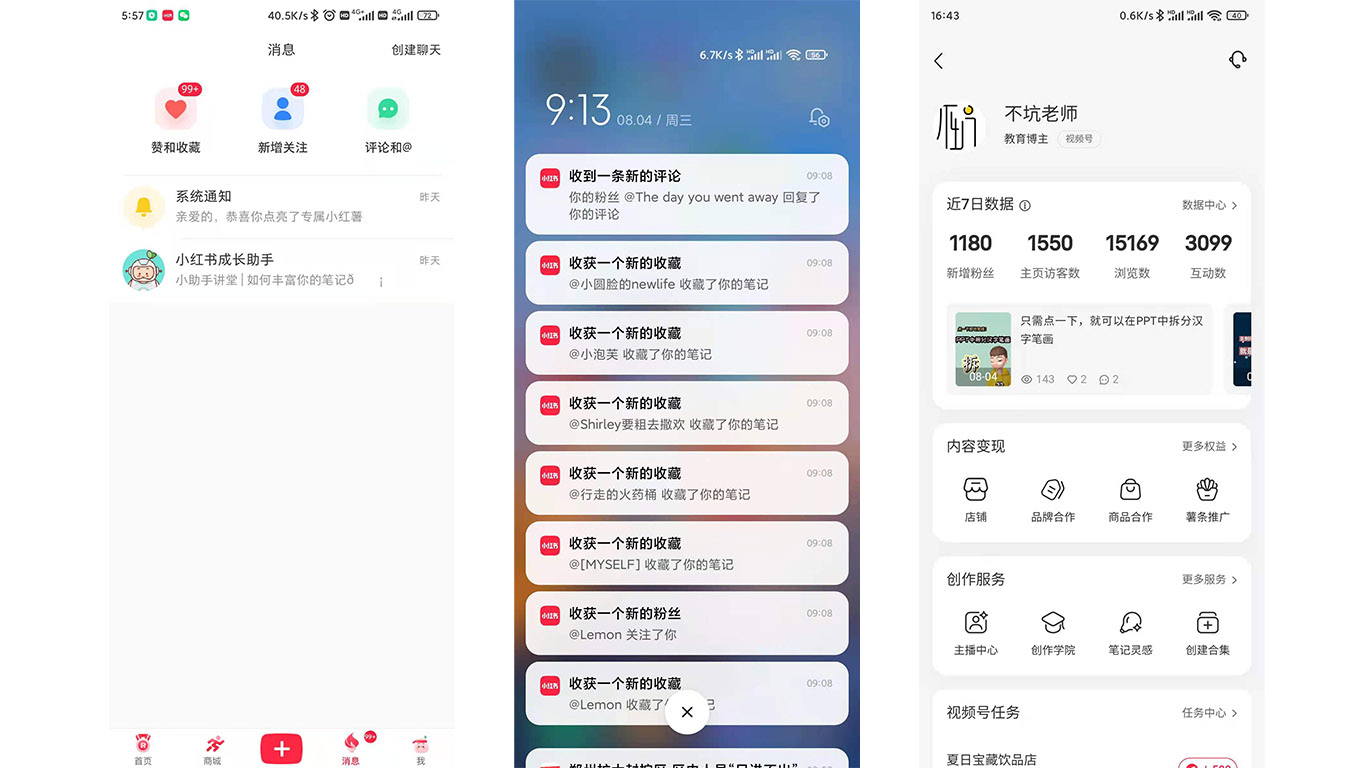 5:57
40.5K/s
4G+
4G
72
消息
创建聊天
99+
48
赞和收藏
新增关注
评论和@
系统通知
昨天
亲爱的，恭喜你点亮了专属小红薯
小红书成长助手
昨天
小助手讲堂 | 如何丰富你的笔记ð ¡
首页
商城
99+
消息
我
6.7K/s
56
9:13 08.04 / 周三
小红书
收到一条新的评论
09:08
你的粉丝 @The day you went away 回复了
你的评论
小红书
收获一个新的收藏
09:08
@小圆脸的newlife 收藏了你的笔记
小红书
收获一个新的收藏
09:08
@小泡芙 收藏了你的笔记
小红书
收获一个新的收藏
09:08
@Shirley要粗去撒欢 收藏了你的笔记
小红书
收获一个新的收藏
09:08
@行走的火药桶 收藏了你的笔记
小红书
收获一个新的收藏
09:08
@[MYSELF] 收藏了你的笔记
小红书
收获一个新的粉丝
09:08
@Lemon 关注了你
小红书
收获一个新的收藏
09:08
@Lemon 收藏了
记
16:43
0.6K/s
40
不坑
不坑老师
教育博主
视频号
近7日数据
数据中心
1180
1550
15169
3099
新增粉丝
主页访客数
浏览数
互动数
拆
08-04
只需点一下，就可以在PPT中拆分汉
字笔画
143
2
2
内容变现
更多权益
店铺
品牌合作
商品合作
薯条推广
创作服务
更多服务
主播中心
创作学院
笔记灵感
创建合集
视频号任务
任务中心
夏日宝藏饮品店